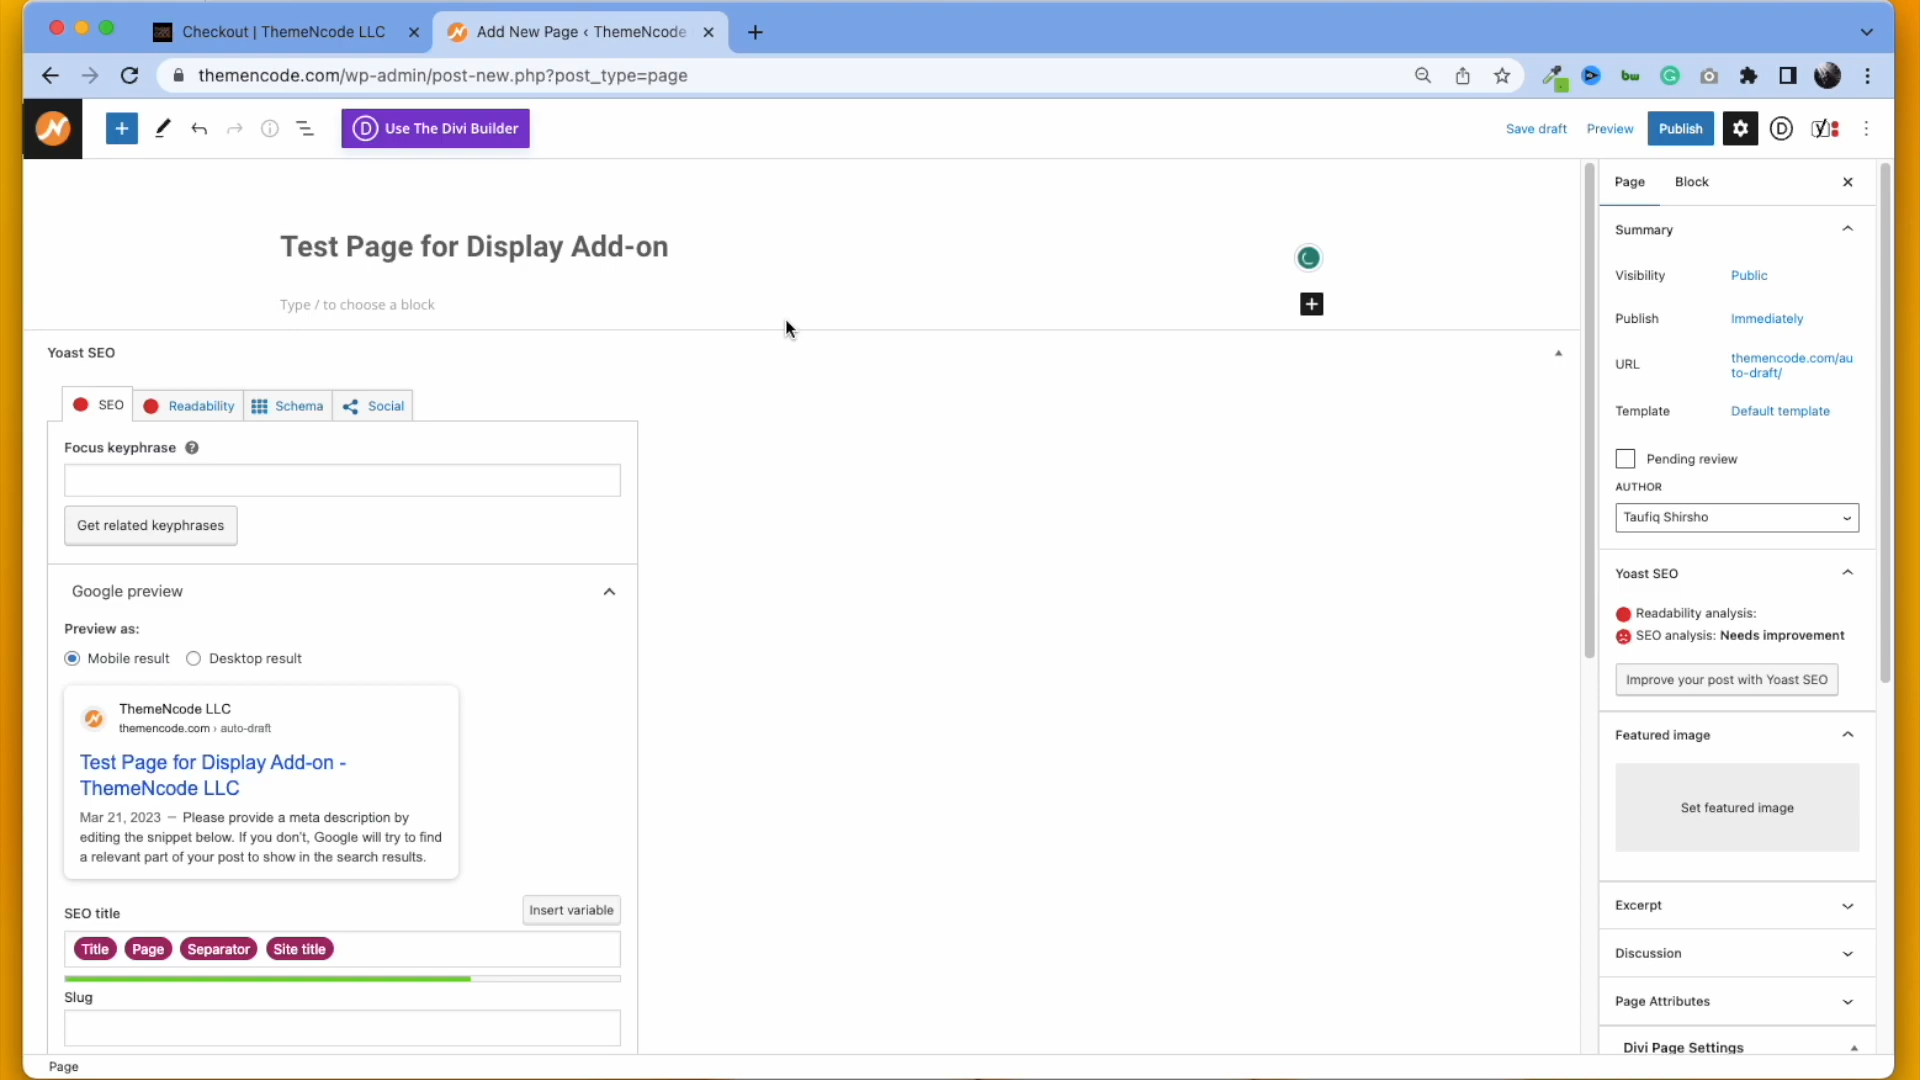 Checkout | ThemeNcode LLC
Add New Page ‹ ThemeNcode
themencode.com/wp-admin/post-new.php?post_type=page
bw
Use The Divi Builder
Save draft
Preview
Publish
Test Page for Display Add-on
Type / to choose a block
Yoast SEO
SEO
Readability
Schema
Social
Focus keyphrase
Get related keyphrases
Google preview
Preview as:
Mobile result
Desktop result
ThemeNcode LLC
themencode.com › auto-draft
Test Page for Display Add-on -
ThemeNcode LLC
Mar 21, 2023 – Please provide a meta description by
editing the snippet below. If you don't, Google will try to find
a relevant part of your post to show in the search results.
SEO title
Insert variable
Title Page Separator Site title
Slug
Page
Page
Block
Summary
Visibility
Public
Publish
Immediately
URL
themencode.com/au
to-draft/
Template
Default template
Pending review
AUTHOR
Taufiq Shirsho
Yoast SEO
Readability analysis:
SEO analysis: Needs improvement
Improve your post with Yoast SEO
Featured image
Set featured image
Excerpt
Discussion
Page Attributes
Divi Page Settings